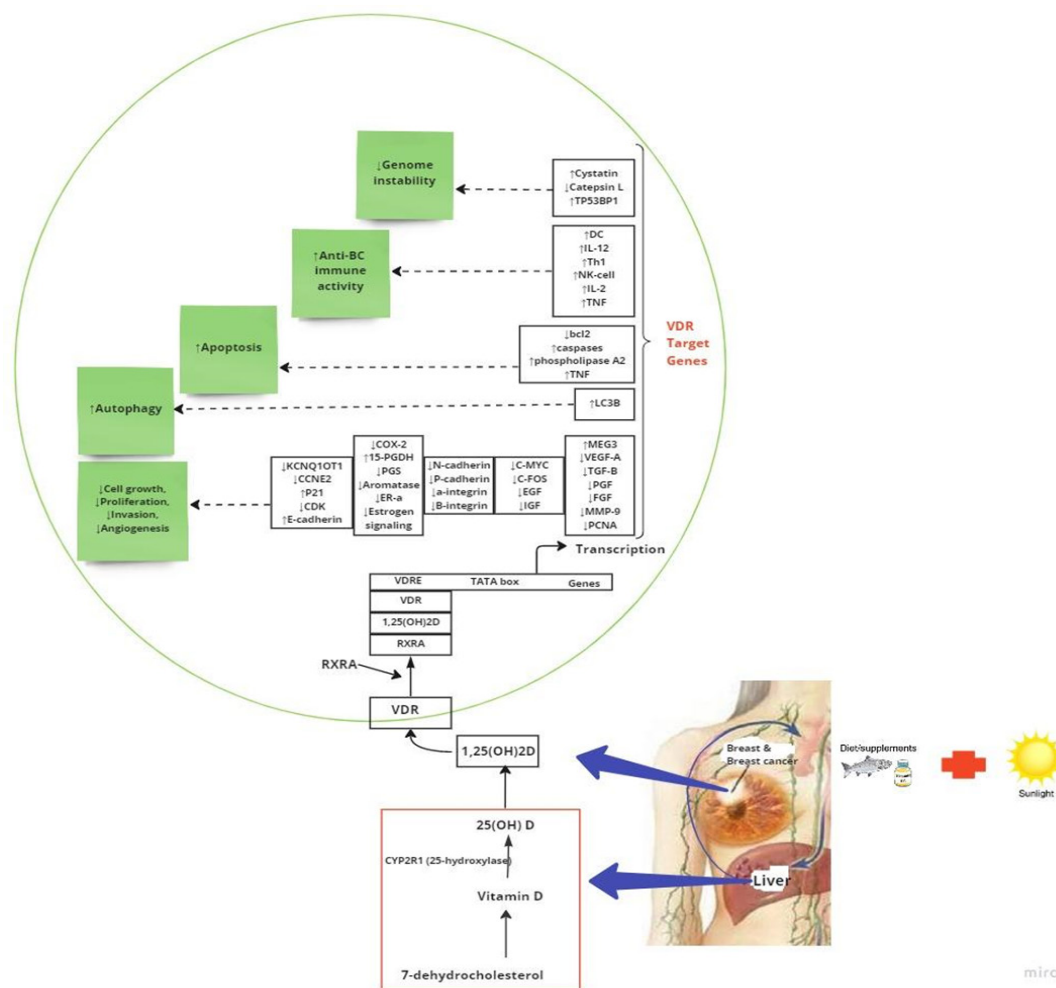 ↓Genome
instability
↑Cystatin
↓Catepsin L
↑TP53BP1
↑Anti-BC
immune
activity
↑DC
↑IL-12
↑Th1
↑NK-cell
↑IL-2
↑TNF
VDR
Target
Genes
↑Apoptosis
↓bcl2
↑caspases
↑phospholipase A2
↑TNF
↑Autophagy
↑LC3B
↓Cell growth,
↓Proliferation,
↓Invasion,
↓Angiogenesis
↓KCNQ1OT1
↓CCNE2
↑P21
↓CDK
↑E-cadherin
↓COX-2
↑15-PGDH
↓PGS
↓Aromatase
↓ER-a
↓Estrogen
signaling
↓N-cadherin
↓P-cadherin
↓a-integrin
↓B-integrin
↓C-MYC
↓C-FOS
↓EGF
↓IGF
↑MEG3
↓VEGF-A
↓TGF-B
↓PGF
↓FGF
↓MMP-9
↓PCNA
Transcription
VDRE TATA box Genes
VDR
1,25(OH)2D
RXRA
RXRA
VDR
1,25(OH)2D
Breast &
Breast cancer
Diet/supplements
Sunlight
25(OH) D
CYP2R1 (25-hydroxylase)
Liver
Vitamin D
7-dehydrocholesterol